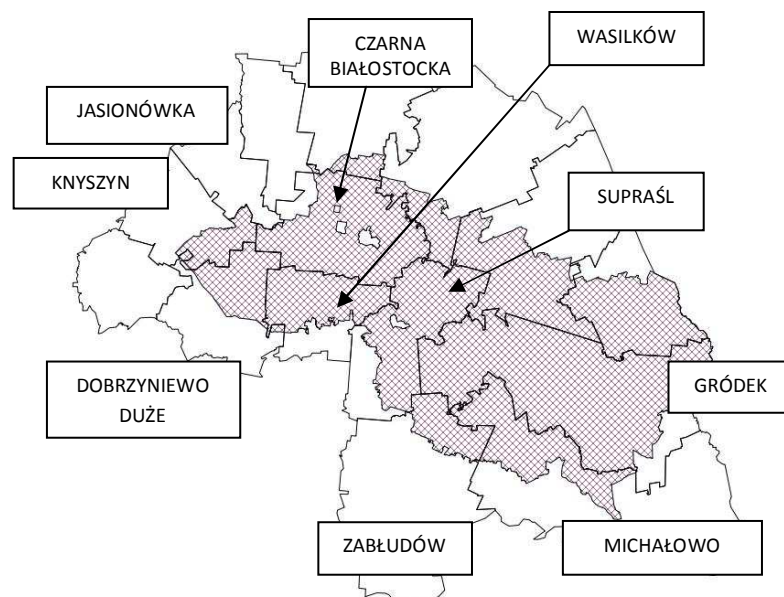 CZARNA
BIAŁOSTOCKA
WASILKÓW
JASIONÓWKA
KNYSZYN
SUPRAŚL
DOBRZYNIEWO
DUŻE
GRÓDEK
ZABŁUDÓW
MICHAŁOWO